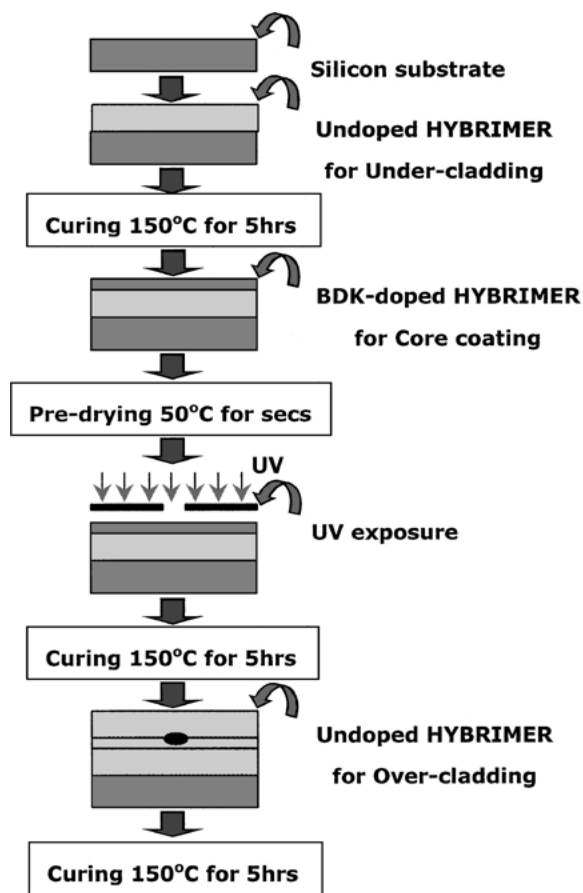 Silicon substrate
Undoped HYBRIMER
for Under-cladding
Curing 150°C for 5hrs
BDK-doped HYBRIMER
for Core coating
Pre-drying 50°C for secs
UV
UV exposure
Curing 150°C for 5hrs
Undoped HYBRIMER
for Over-cladding
Curing 150°C for 5hrs